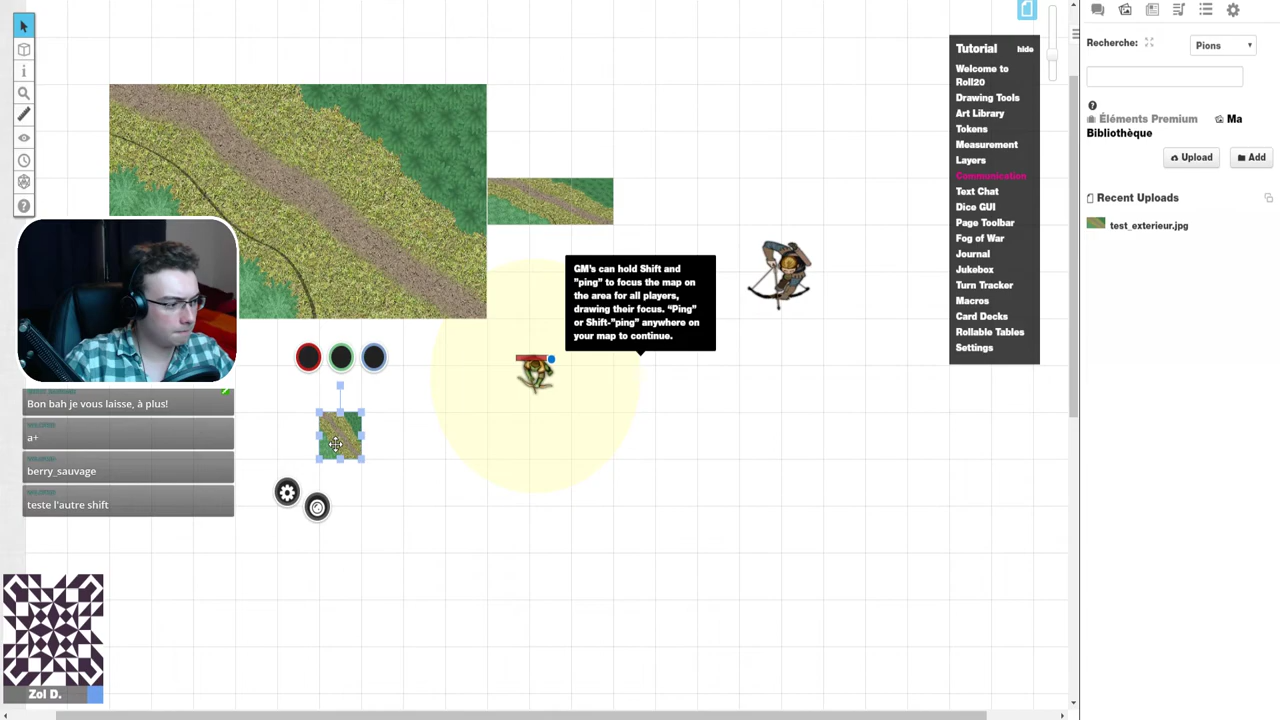 Tutorial
hide
Welcome to
Roll20
Drawing Tools
Art Library
Tokens
Measurement
Layers
Communication
Text Chat
Dice GUI
Page Toolbar
Fog of War
Journal
Jukebox
Turn Tracker
Macros
Card Decks
Rollable Tables
Settings
Recherche:
Pions
Éléments Premium
Ma
Bibliothèque
Upload
Add
Recent Uploads
test_exterieur.jpg
GM's can hold Shift and
"ping" to focus the map on
the area for all players,
drawing their focus. "Ping"
or Shift-"ping" anywhere on
your map to continue.
Bon bah je vous laisse, à plus!
a+
berry_sauvage
teste l'autre shift
Zol D.